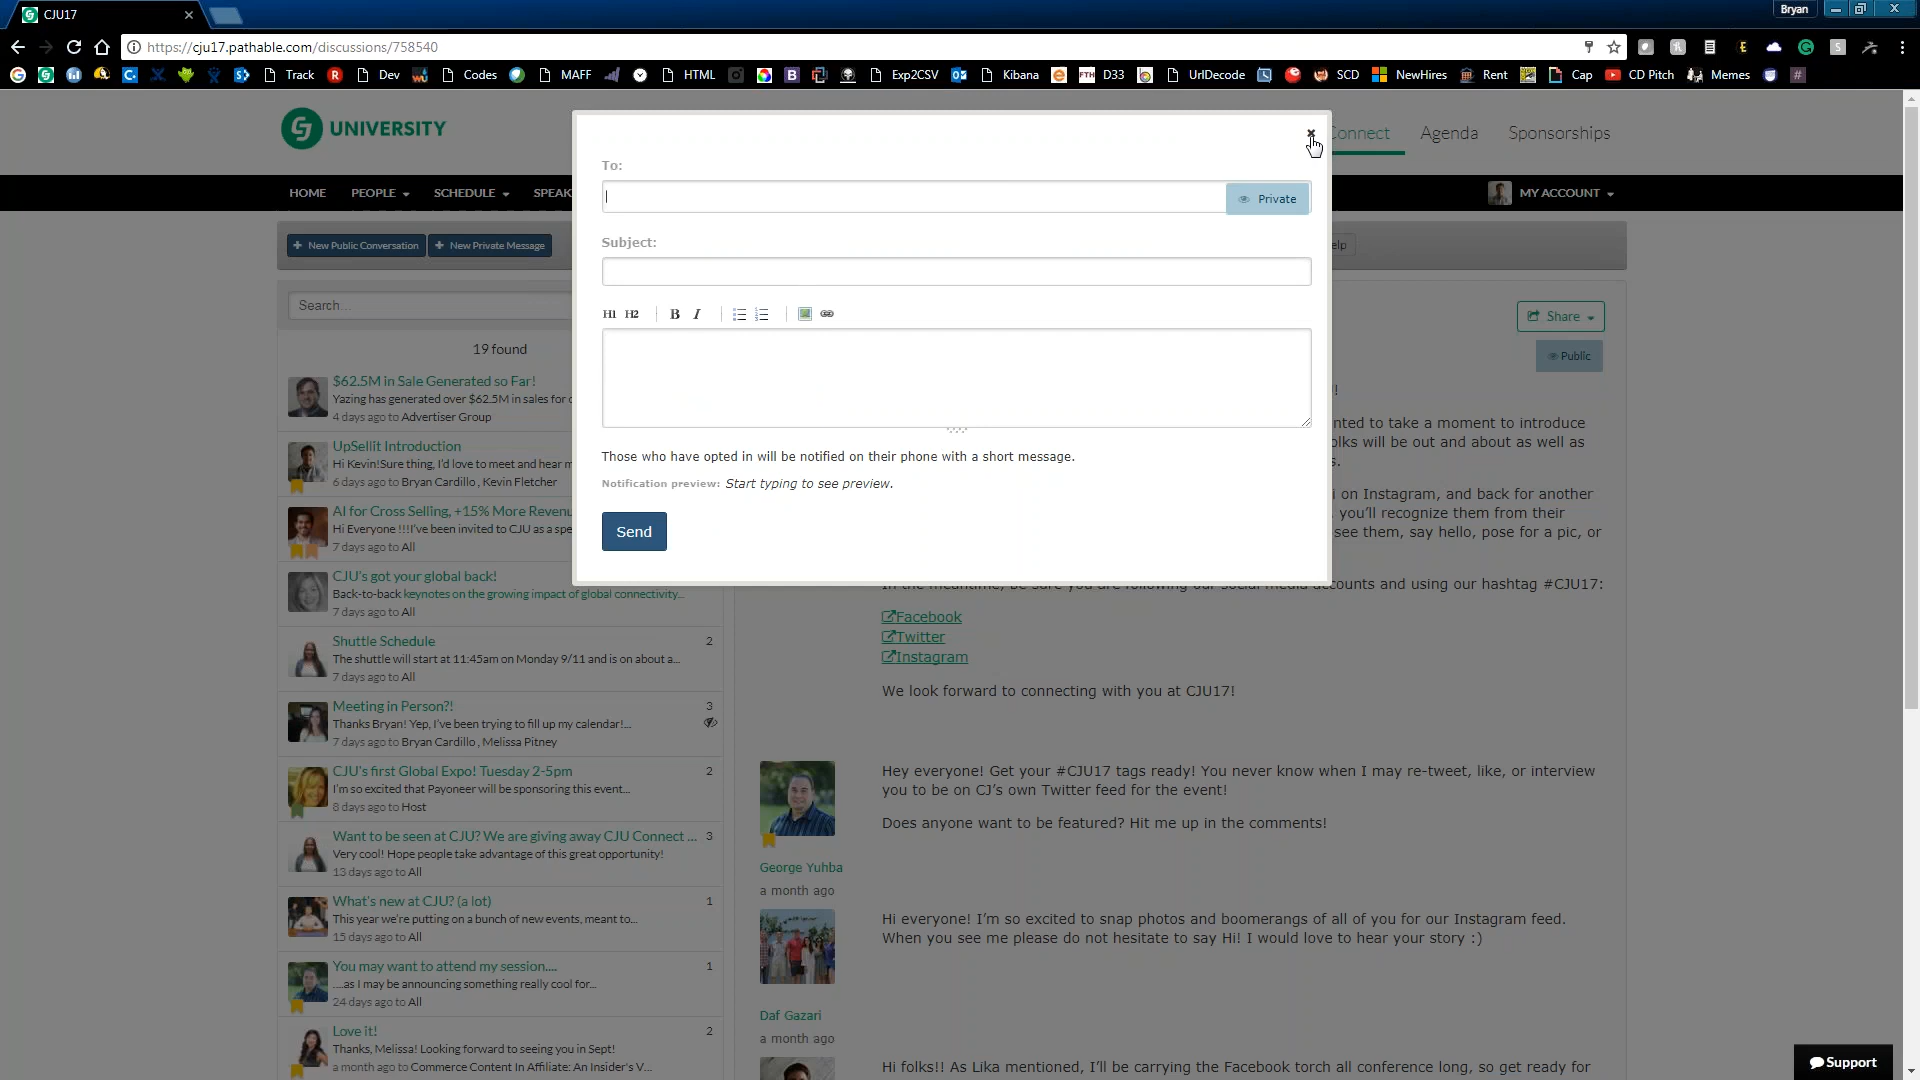 CJU17
Bryan
https://cju17.pathable.com/discussions/758540
Track
Dev
Codes
MAFF
HTML
Exp2CSV
Kibana
FTH D33
UrlDecode
SCD
NewHires
Rent
Cap
CD Pitch
Memes
UNIVERSITY
Connect
Agenda
Sponsorships
HOME
PEOPLE
SCHEDULE
SPEAK
MY ACCOUNT
New Public Conversation
New Private Message
elp
Search...
19 found
To:
Private
Subject:
H1 H2 B I
Those who have opted in will be notified on their phone with a short message.
Notification preview: Start typing to see preview.
Send
$62.5M in Sale Generated so Far!
Yazing has generated over $62.5M in sales for c
4 days ago to Advertiser Group
UpSellit Introduction
Hi Kevin!Sure thing, I'd love to meet and hear m
6 days ago to Bryan Cardillo , Kevin Fletcher
AI for Cross Selling, +15% More Revenu
Hi Everyone !!!I've been invited to CJU as a spe
7 days ago to All
CJU's got your global back!
Back-to-back keynotes on the growing impact of global connectivity...
7 days ago to All
Shuttle Schedule
2
The shuttle will start at 11:45am on Monday 9/11 and is on about a...
7 days ago to All
Meeting in Person?!
3
Thanks Bryan! Yep, I've been trying to fill up my calendar!...
7 days ago to Bryan Cardillo , Melissa Pitney
CJU's first Global Expo! Tuesday 2-5pm
2
I'm so excited that Payoneer will be sponsoring this event...
8 days ago to Host
Want to be seen at CJU? We are giving away CJU Connect ...
3
Very cool! Hope people take advantage of this great opportunity!
13 days ago to All
What's new at CJU? (a lot)
1
This year we're putting on a bunch of new events, meant to...
15 days ago to All
You may want to attend my session....
1
....as I may be announcing something really cool for...
24 days ago to All
Love it!
2
Thanks, Melissa! Looking forward to seeing you in Sept!
a month ago to Commerce Content In Affiliate: An Insider's V...
Share
Public
!
nted to take a moment to introduce
olks will be out and about as well as
s.
i on Instagram, and back for another
, you'll recognize them from their
see them, say hello, pose for a pic, or
In the meantime, be sure you are following our social media accounts and using our hashtag #CJU17:
Facebook
Twitter
Instagram
We look forward to connecting with you at CJU17!
Hey everyone! Get your #CJU17 tags ready! You never know when I may re-tweet, like, or interview
you to be on CJ's own Twitter feed for the event!
Does anyone want to be featured? Hit me up in the comments!
George Yuhba
a month ago
Hi everyone! I'm so excited to snap photos and boomerangs of all of you for our Instagram feed.
When you see me please do not hesitate to say Hi! I would love to hear your story :)
Daf Gazari
a month ago
Hi folks!! As Lika mentioned, I'll be carrying the Facebook torch all conference long, so get ready for
Support